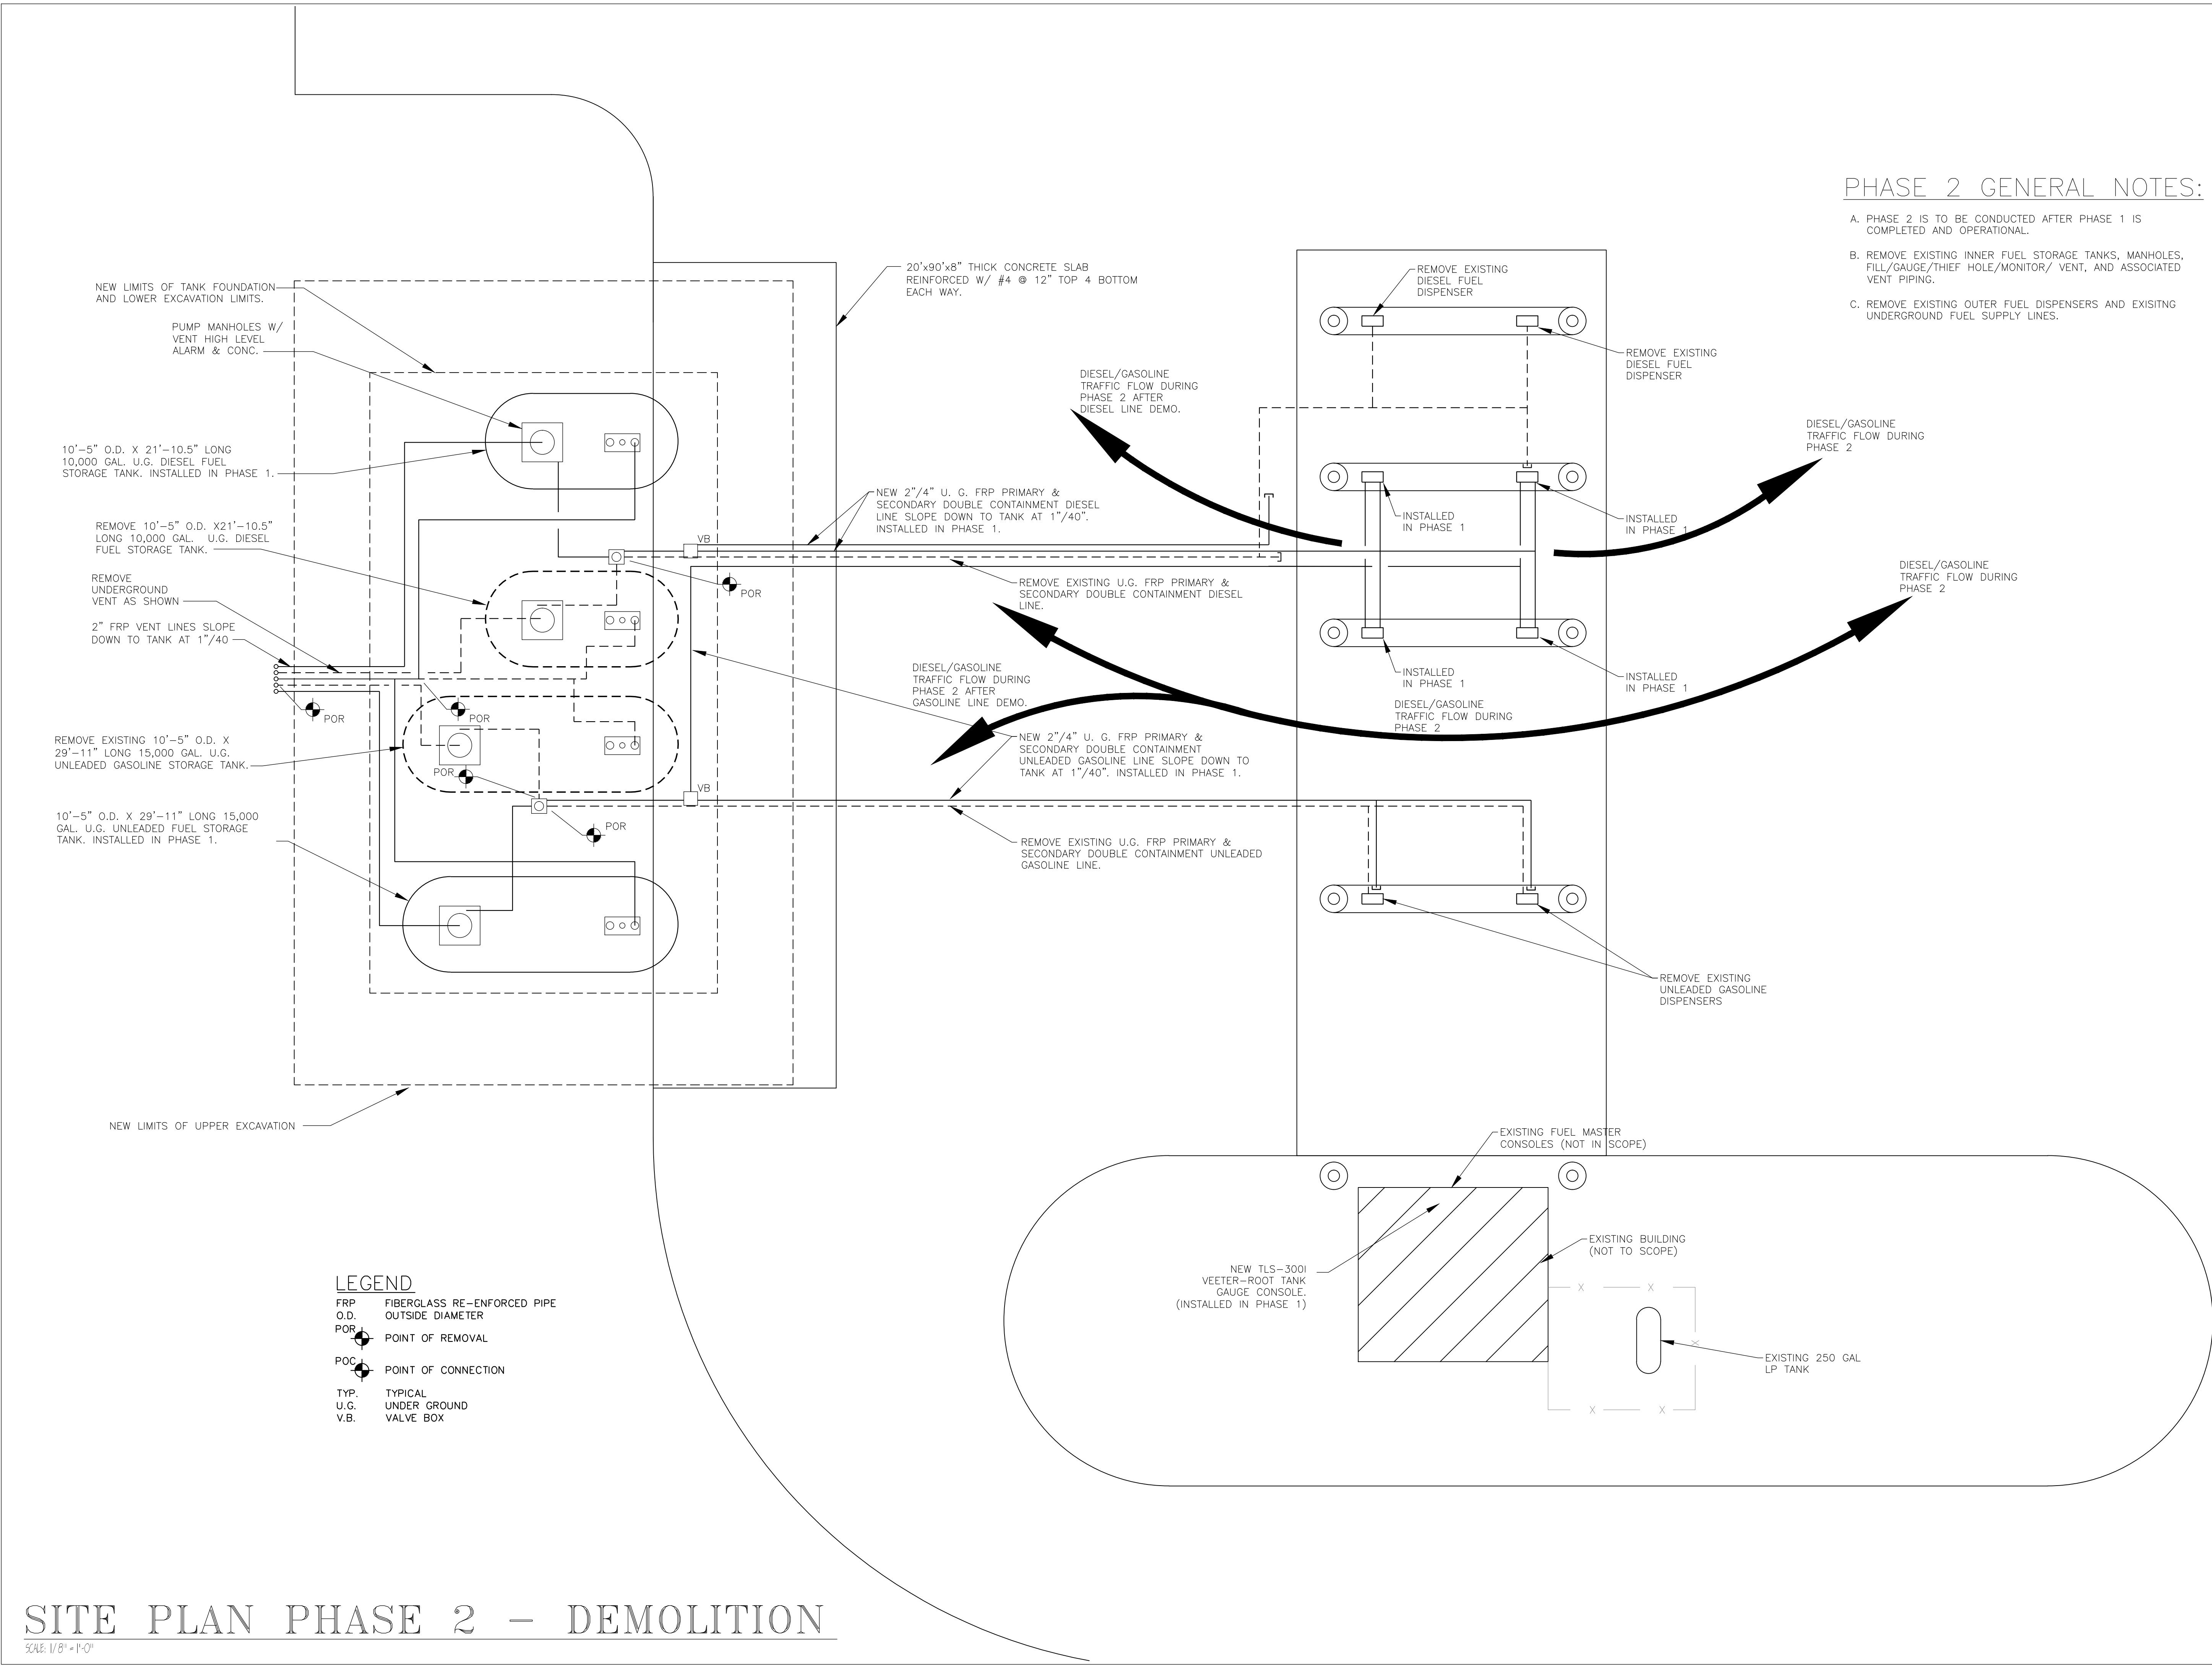 PHASE 2 GENERAL NOTES:
A. PHASE 2 IS TO BE CONDUCTED AFTER PHASE 1 IS
COMPLETED AND OPERATIONAL.
B. REMOVE EXISTING INNER FUEL STORAGE TANKS, MANHOLES,
FILL/GAUGE/THIEF HOLE/MONITOR/ VENT, AND ASSOCIATED
VENT PIPING.
C. REMOVE EXISTING OUTER FUEL DISPENSERS AND EXISITNG
UNDERGROUND FUEL SUPPLY LINES.
NEW LIMITS OF TANK FOUNDATION
AND LOWER EXCAVATION LIMITS.
PUMP MANHOLES W/
VENT HIGH LEVEL
ALARM & CONC.
10'-5" O.D. X 21'-10.5" LONG
10,000 GAL. U.G. DIESEL FUEL
STORAGE TANK. INSTALLED IN PHASE 1.
REMOVE 10'-5" O.D. X21'-10.5"
LONG 10,000 GAL. U.G. DIESEL
FUEL STORAGE TANK.
REMOVE
UNDERGROUND
VENT AS SHOWN
2" FRP VENT LINES SLOPE
DOWN TO TANK AT 1"/40
POR
POR
REMOVE EXISTING 10'-5" O.D. X
29'-11" LONG 15,000 GAL. U.G.
UNLEADED GASOLINE STORAGE TANK.
POR
10'-5" O.D. X 29'-11" LONG 15,000
GAL. U.G. UNLEADED FUEL STORAGE
TANK. INSTALLED IN PHASE 1.
POR
NEW LIMITS OF UPPER EXCAVATION
20'x90'x8" THICK CONCRETE SLAB
REINFORCED W/ #4 @ 12" TOP 4 BOTTOM
EACH WAY.
NEW 2"/4" U. G. FRP PRIMARY &
SECONDARY DOUBLE CONTAINMENT DIESEL
LINE SLOPE DOWN TO TANK AT 1"/40".
INSTALLED IN PHASE 1.
VB
POR
REMOVE EXISTING U.G. FRP PRIMARY &
SECONDARY DOUBLE CONTAINMENT DIESEL
LINE.
DIESEL/GASOLINE
TRAFFIC FLOW DURING
PHASE 2 AFTER
GASOLINE LINE DEMO.
NEW 2"/4" U. G. FRP PRIMARY &
SECONDARY DOUBLE CONTAINMENT
UNLEADED GASOLINE LINE SLOPE DOWN TO
TANK AT 1"/40". INSTALLED IN PHASE 1.
VB
REMOVE EXISTING U.G. FRP PRIMARY &
SECONDARY DOUBLE CONTAINMENT UNLEADED
GASOLINE LINE.
DIESEL/GASOLINE
TRAFFIC FLOW DURING
PHASE 2 AFTER
DIESEL LINE DEMO.
REMOVE EXISTING
DIESEL FUEL
DISPENSER
REMOVE EXISTING
DIESEL FUEL
DISPENSER
DIESEL/GASOLINE
TRAFFIC FLOW DURING
PHASE 2
INSTALLED
IN PHASE 1
INSTALLED
IN PHASE 1
DIESEL/GASOLINE
TRAFFIC FLOW DURING
PHASE 2
INSTALLED
IN PHASE 1
INSTALLED
IN PHASE 1
DIESEL/GASOLINE
TRAFFIC FLOW DURING
PHASE 2
REMOVE EXISTING
UNLEADED GASOLINE
DISPENSERS
EXISTING FUEL MASTER
CONSOLES (NOT IN SCOPE)
EXISTING BUILDING
(NOT TO SCOPE)
NEW TLS-300I
VEETER-ROOT TANK
GAUGE CONSOLE.
(INSTALLED IN PHASE 1)
X X
X
X X
EXISTING 250 GAL
LP TANK
LEGEND
FRP FIBERGLASS RE-ENFORCED PIPE
O.D. OUTSIDE DIAMETER
POR POINT OF REMOVAL
POC POINT OF CONNECTION
TYP. TYPICAL
U.G. UNDER GROUND
V.B. VALVE BOX
SITE PLAN PHASE 2 - DEMOLITION
SCALE: 1/8" = 1'-0"